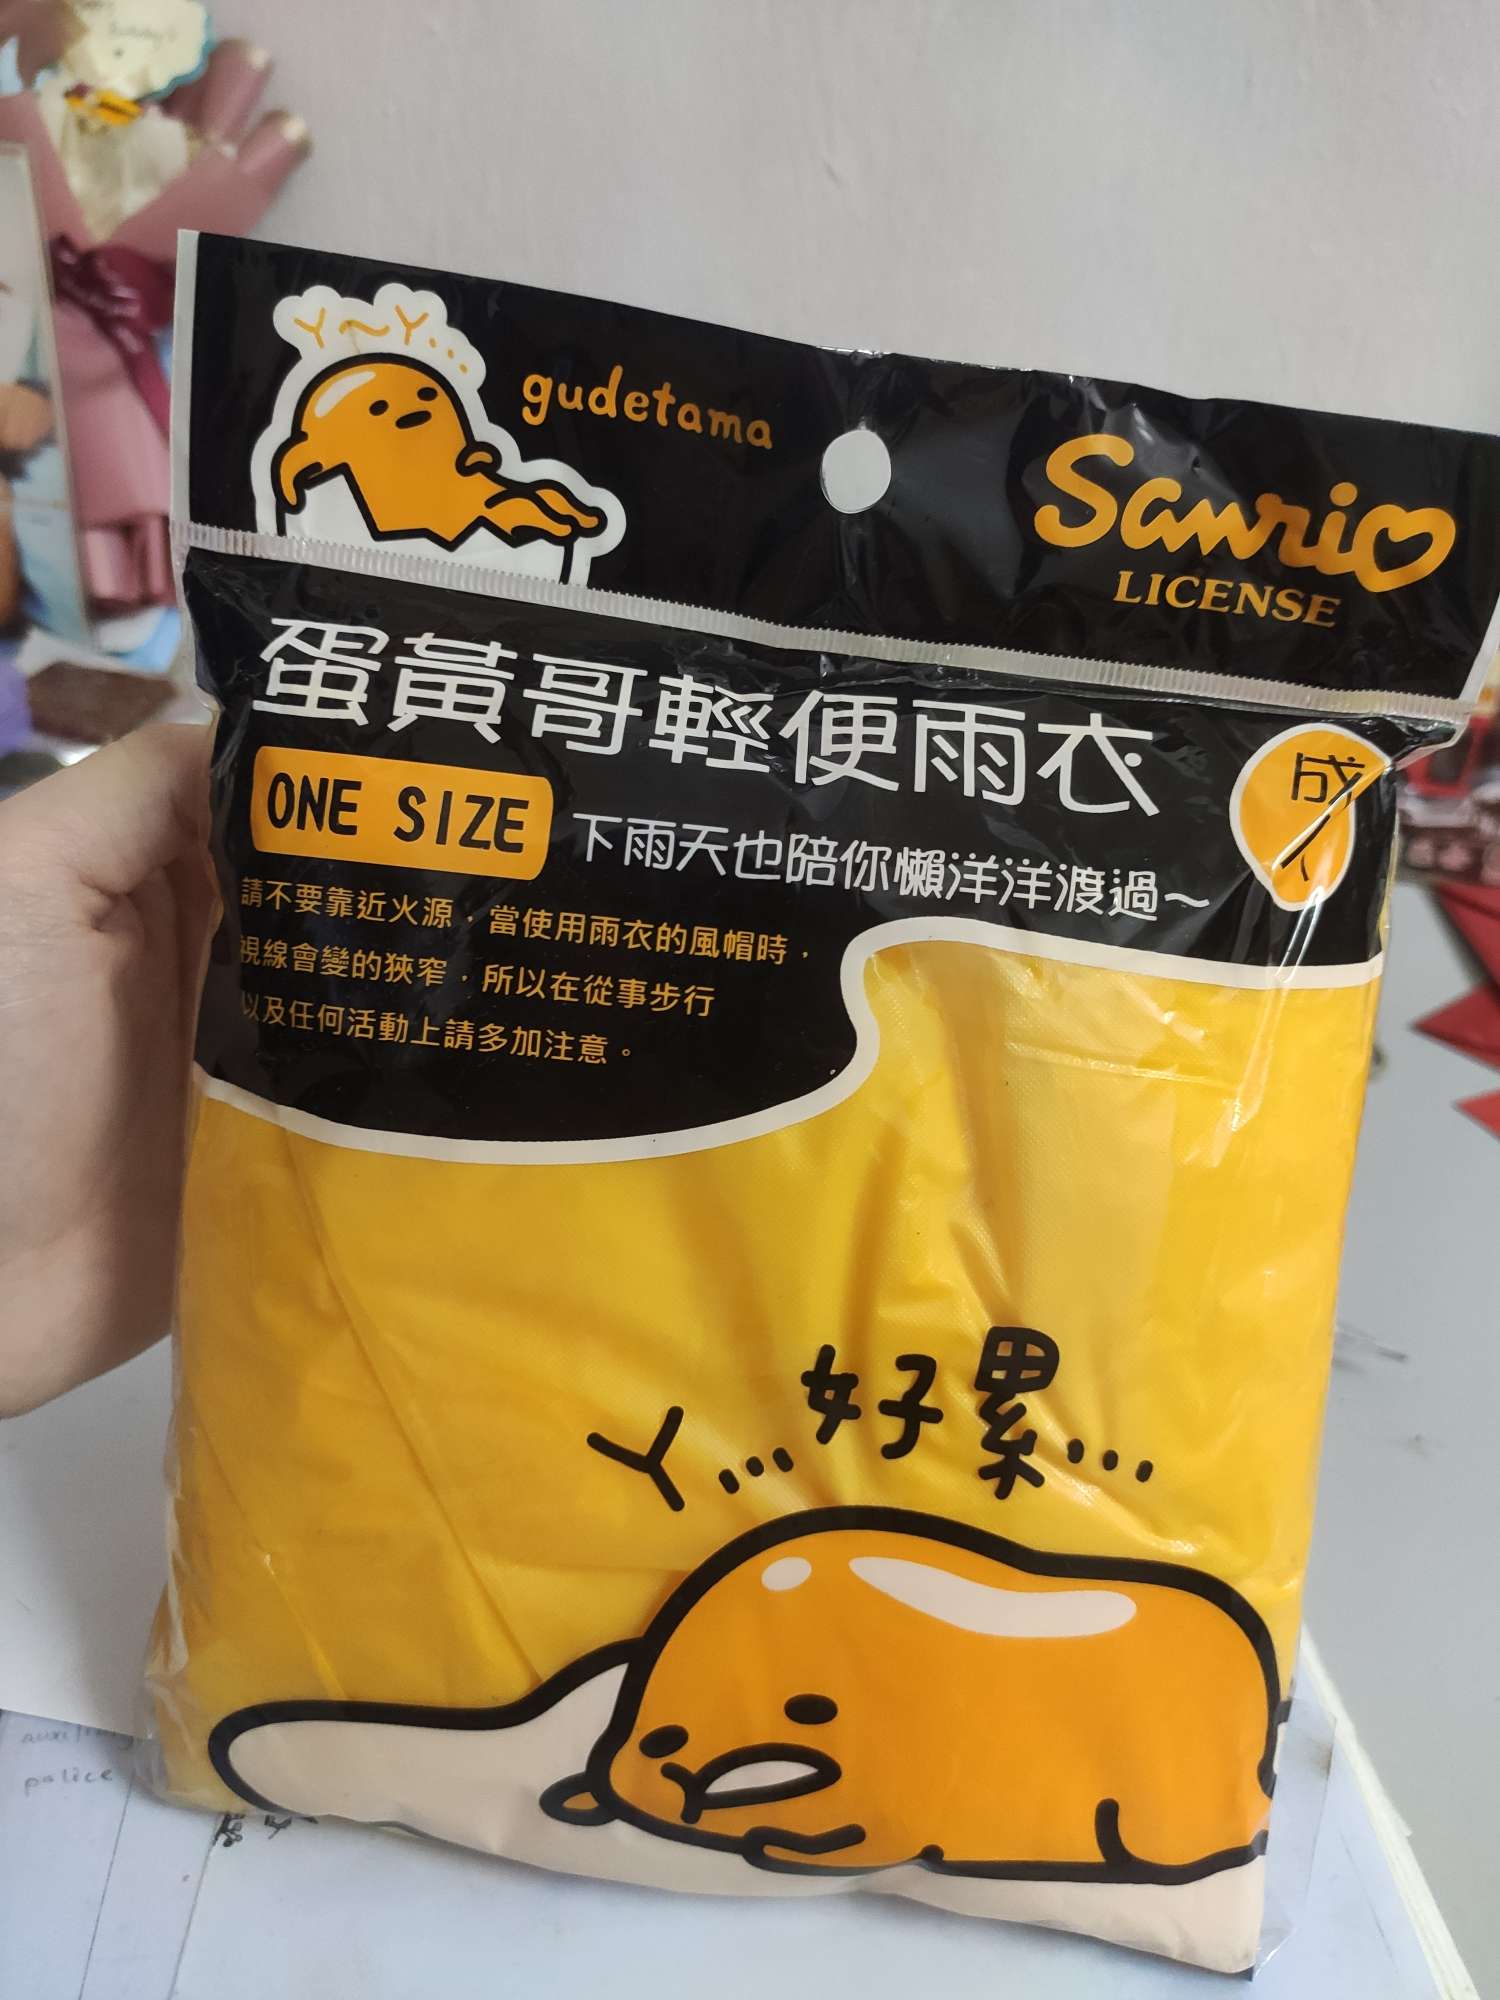 ㄚ～ㄚ...
gudetama
Sanrio
LICENSE
蛋黃哥輕便雨衣
成人
ONE SIZE
下雨天也陪你懶洋洋渡過～
請不要靠近火源，當使用雨衣的風帽時，
視線會變的狹窄，所以在從事步行
以及任何活動上請多加注意。
ㄚ...好累...
police